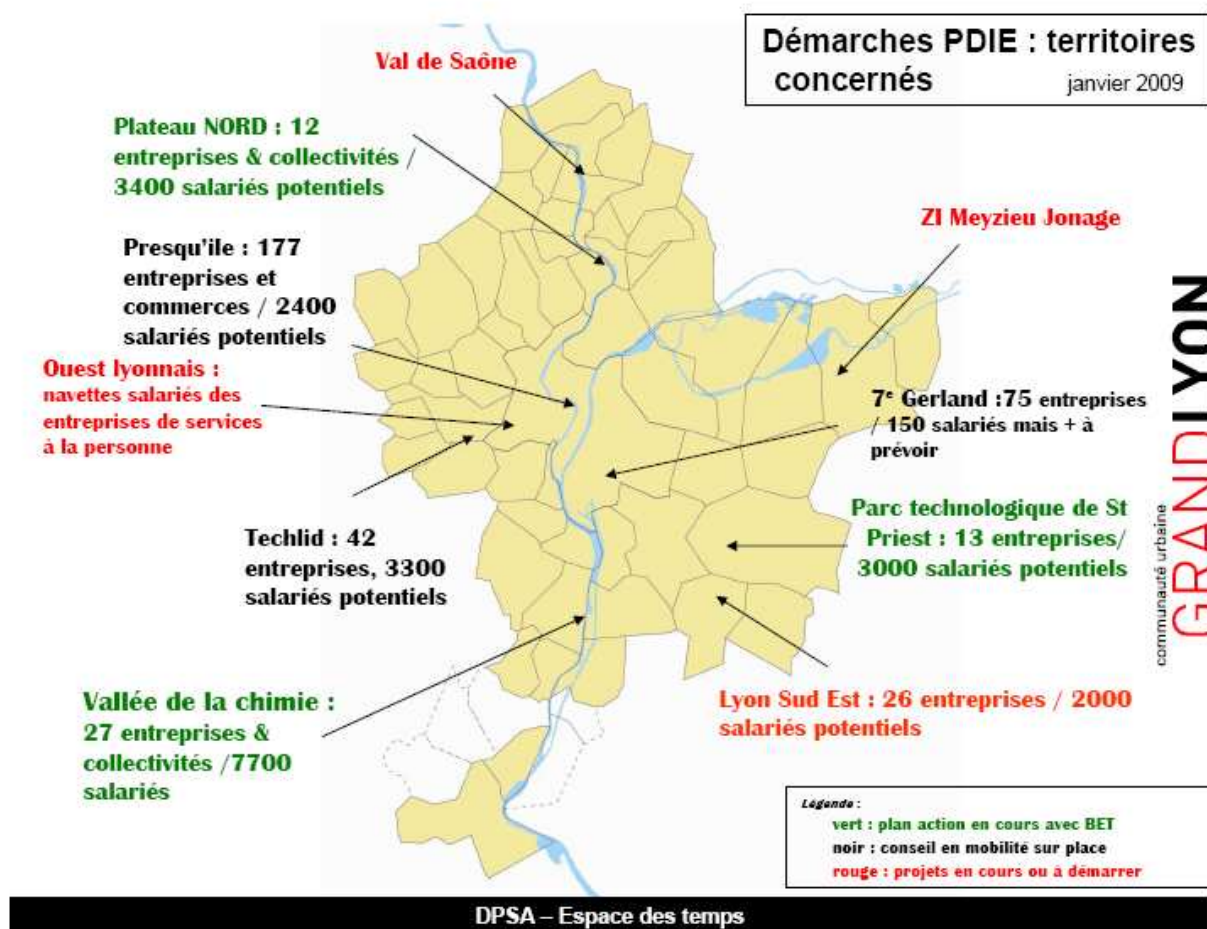 Démarches PDIE : territoires
concernés janvier 2009
Val de Saône
Plateau NORD : 12
entreprises & collectivités /
3400 salariés potentiels
ZI Meyzieu Jonage
Presqu'ile : 177
entreprises et
commerces / 2400
salariés potentiels
Ouest lyonnais :
navettes salariés des
entreprises de services
à la personne
7e Gerland :75 entreprises
/ 150 salariés mais + à
prévoir
Techlid : 42
entreprises, 3300
salariés potentiels
Parc technologique de St
Priest : 13 entreprises/
3000 salariés potentiels
Vallée de la chimie :
27 entreprises &
collectivités /7700
salariés
Lyon Sud Est : 26 entreprises / 2000
salariés potentiels
communauté urbaine
GRANDLYON
Légende :
vert : plan action en cours avec BET
noir : conseil en mobilité sur place
rouge : projets en cours ou à démarrer
DPSA – Espace des temps